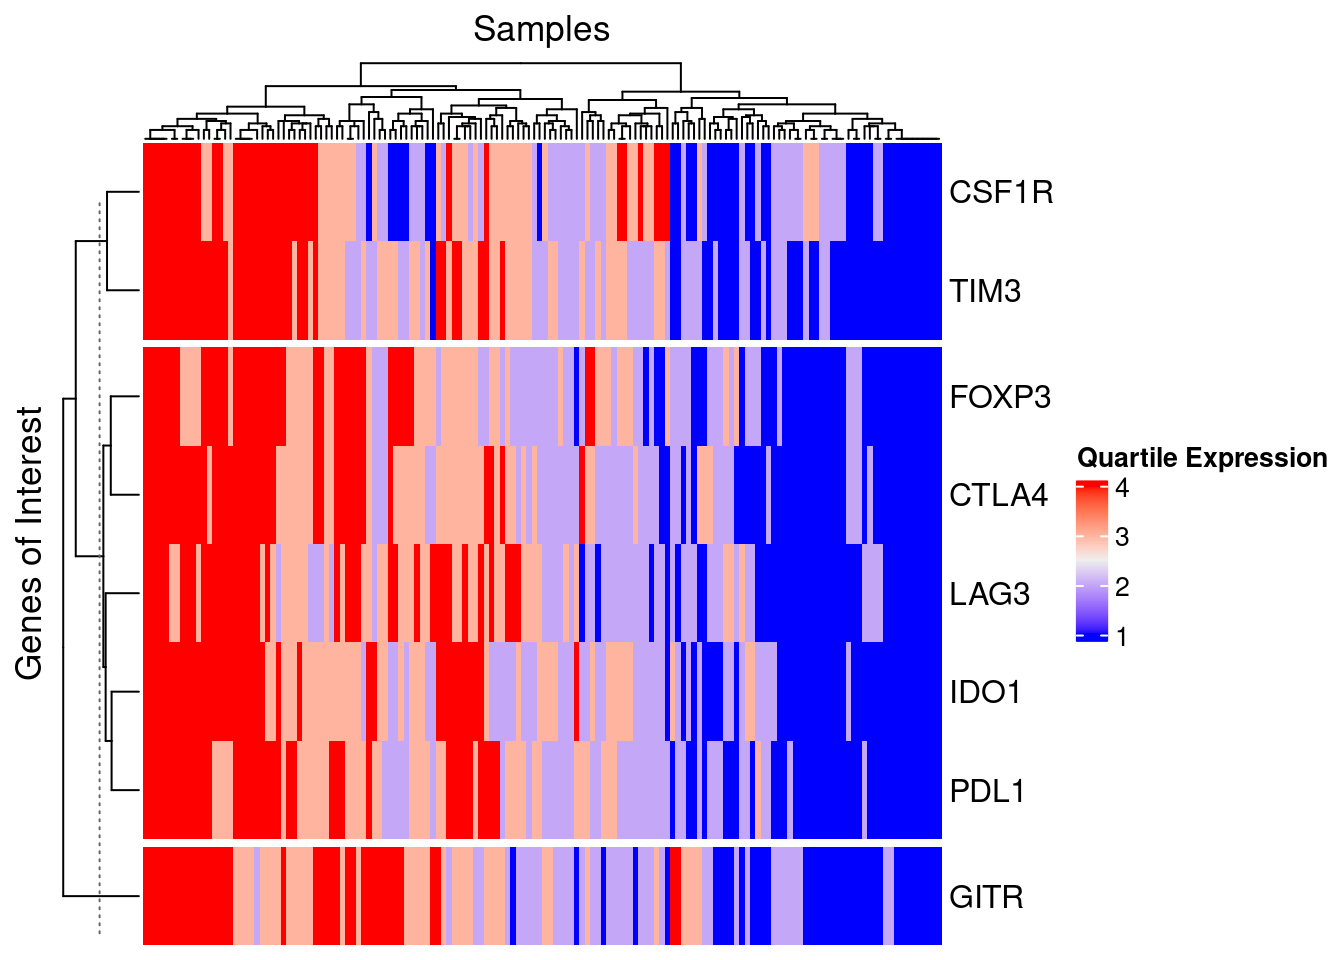 Samples
CSF1R
TIM3
FOXP3
CTLA4
LAG3
IDO1
PDL1
GITR
Genes of Interest
Quartile Expression
4
3
2
1